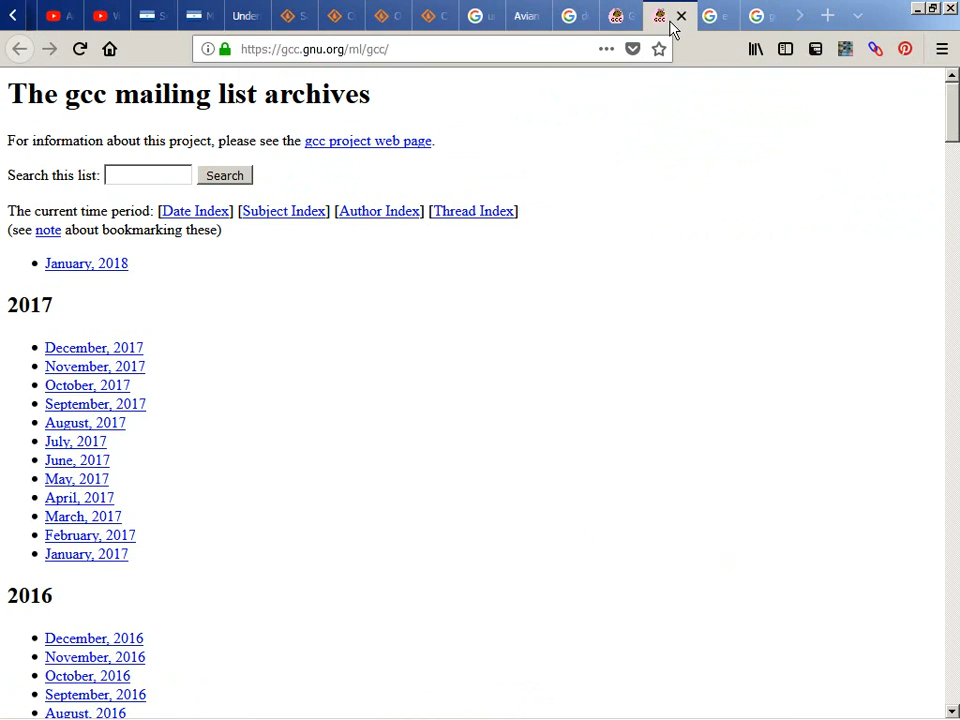 Under
Avian
https://gcc.gnu.org/ml/gcc/
The gcc mailing list archives
For information about this project, please see the gcc project web page.
Search this list: Search
The current time period: [Date Index] [Subject Index] [Author Index] [Thread Index]
(see note about bookmarking these)
January, 2018
2017
December, 2017
November, 2017
October, 2017
September, 2017
August, 2017
July, 2017
June, 2017
May, 2017
April, 2017
March, 2017
February, 2017
January, 2017
2016
December, 2016
November, 2016
October, 2016
September, 2016
August, 2016